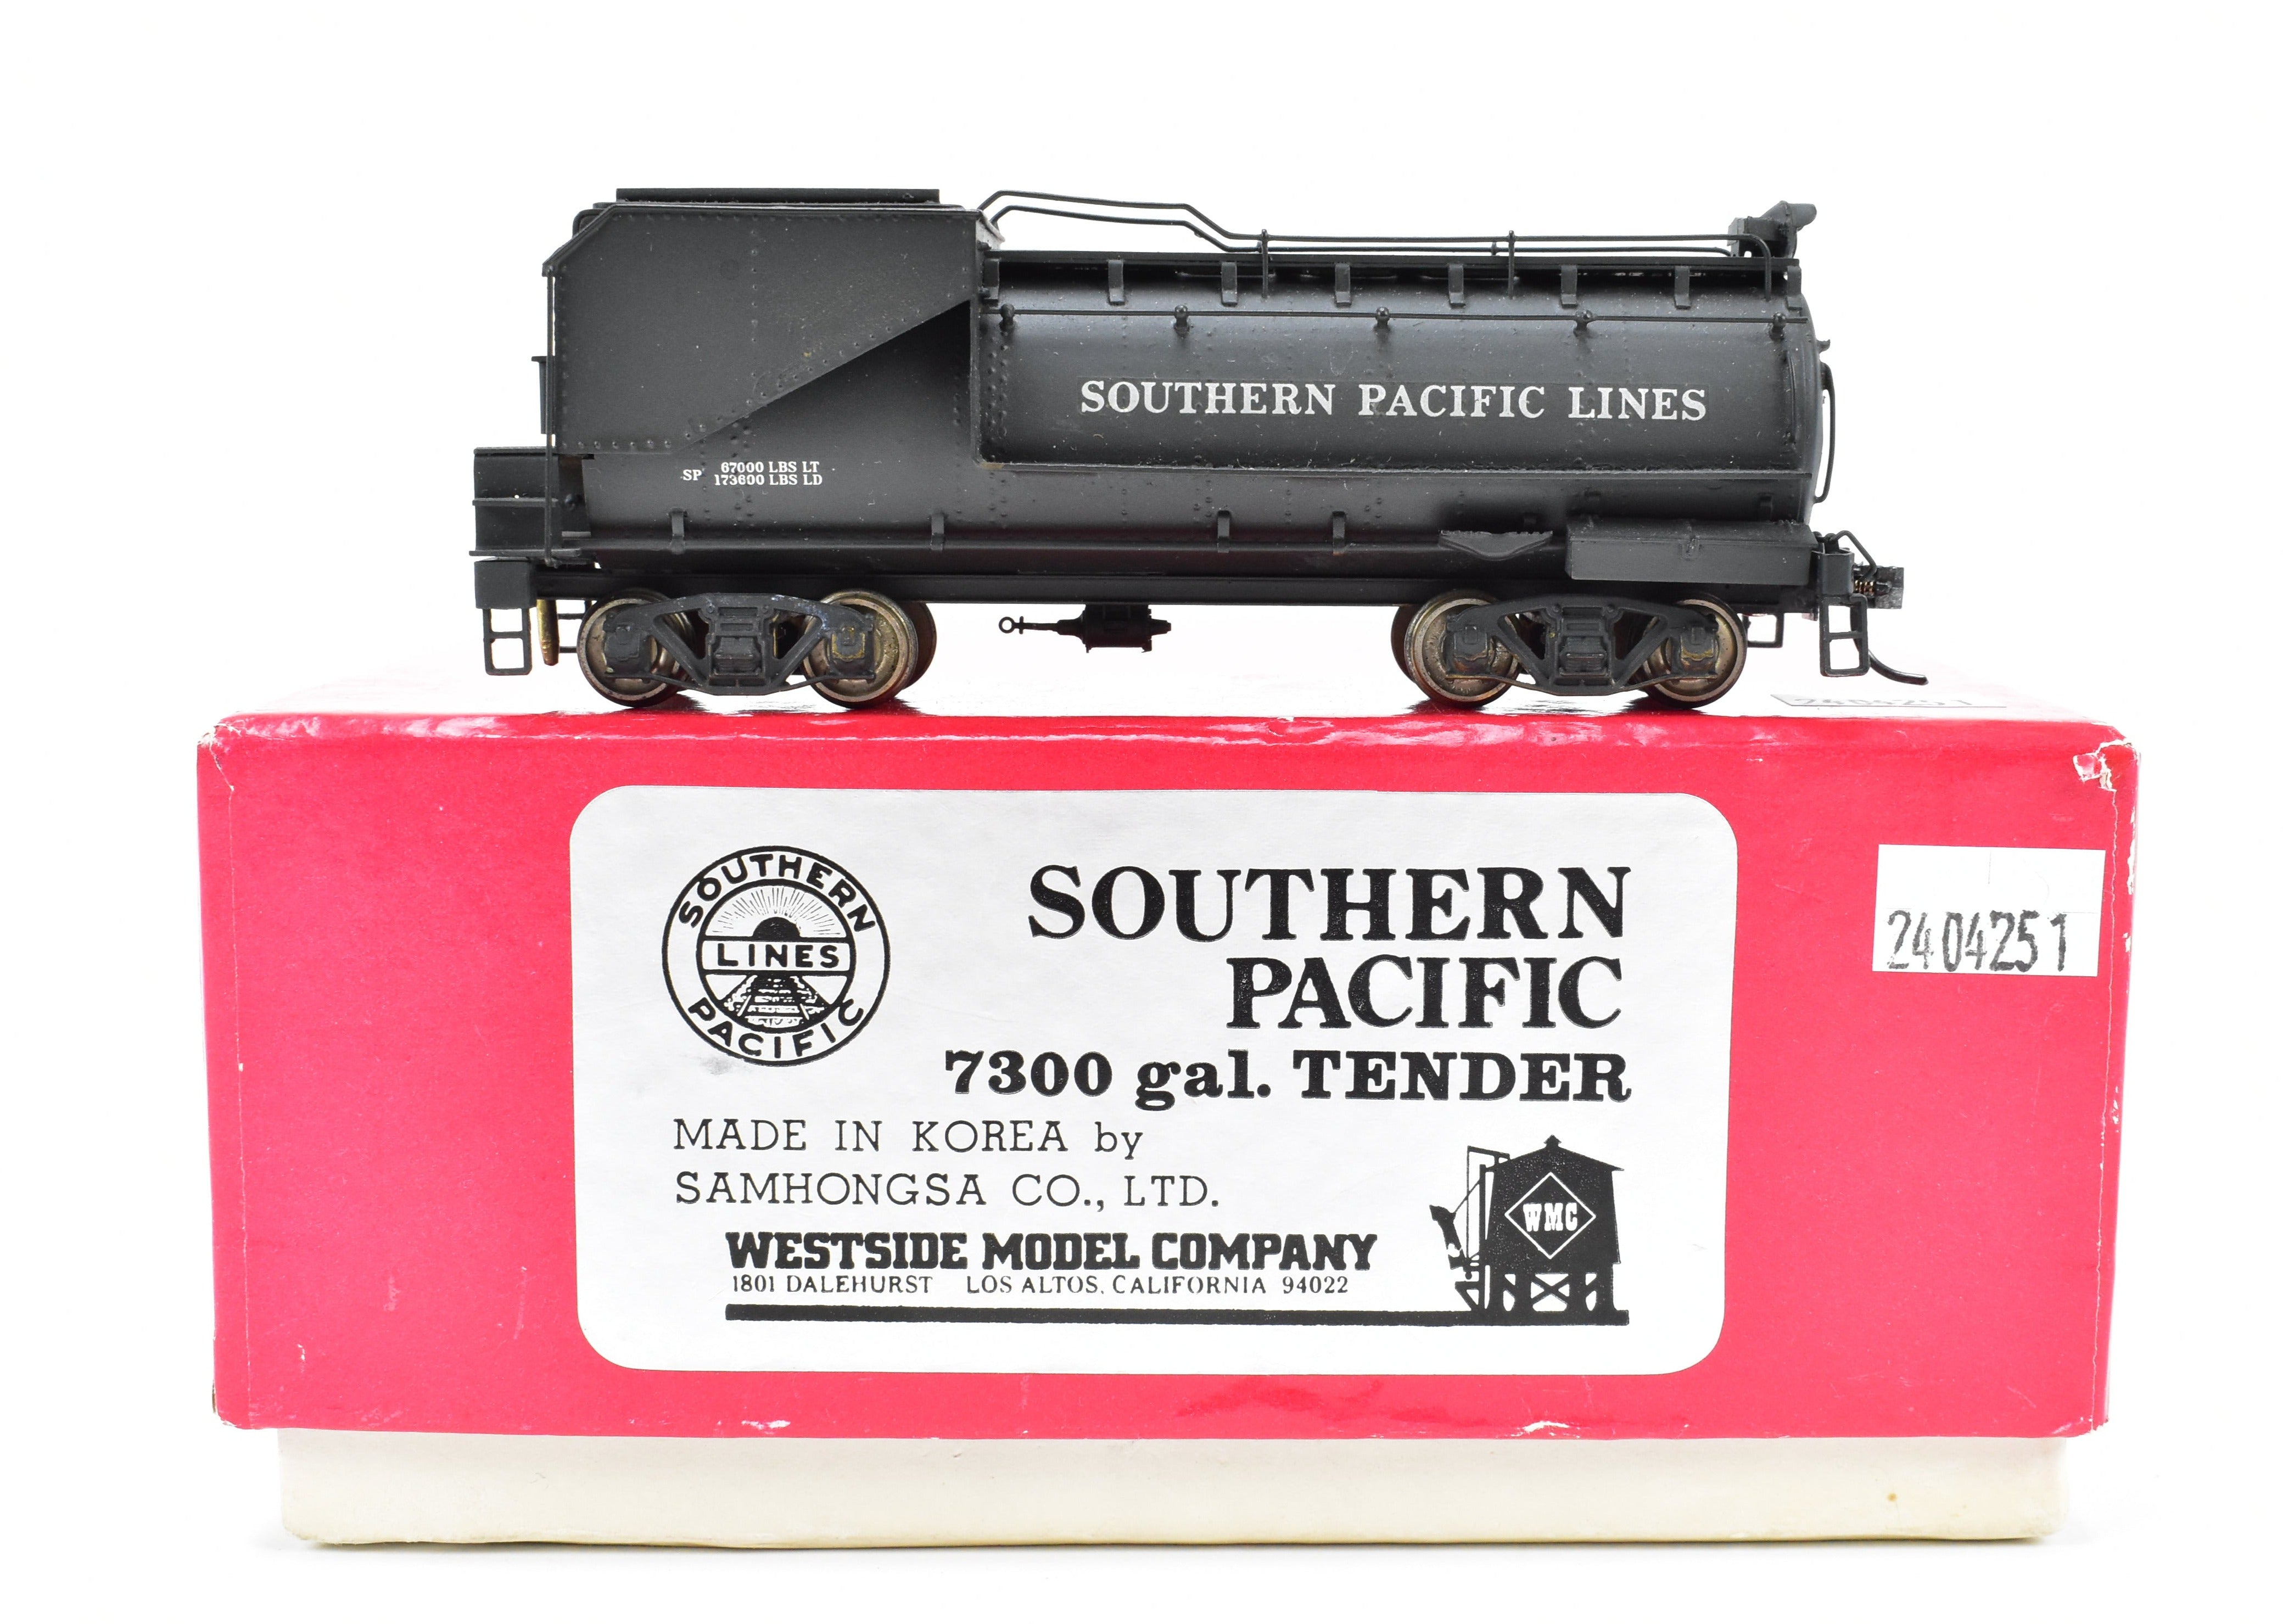 SOUTHERN PACIFIC LINES
SP 67000 LBS LT
173600 LBS LD
2404251
SOUTHERN
LINES
PACIFIC
SOUTHERN
PACIFIC
7300 gal. TENDER
MADE IN KOREA by
SAMHONGSA CO., LTD.
WMC
WESTSIDE MODEL COMPANY
1801 DALEHURST LOS ALTOS, CALIFORNIA 94022
2404251